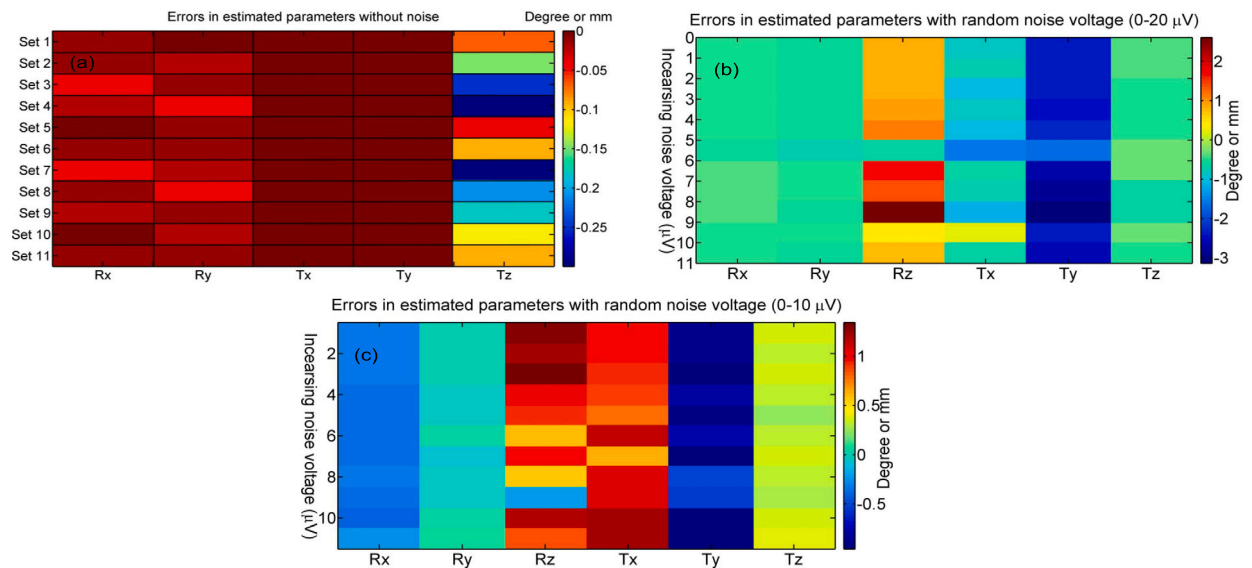 Errors in estimated parameters without noise
Degree or mm
(a)
Set 1
Set 2
Set 3
Set 4
Set 5
Set 6
Set 7
Set 8
Set 9
Set 10
Set 11
Rx Ry Tx Ty Tz
0
-0.05
-0.1
-0.15
-0.2
-0.25
Errors in estimated parameters with random noise voltage (0-20 μV)
(b)
Incearsing noise voltage
(μV)
0
1
2
3
4
5
6
7
8
9
10
11
Rx Ry Rz Tx Ty Tz
2
1
0
-1
-2
-3
Degree or mm
Errors in estimated parameters with random noise voltage (0-10 μV)
(c)
Incearsing noise voltage
(μV)
2
4
6
8
10
Rx Ry Rz Tx Ty Tz
1
0.5
0
-0.5
Degree or mm